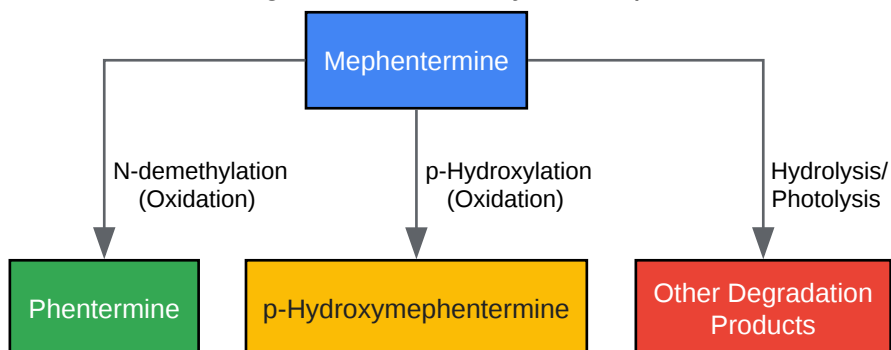 Mephentermine
N-demethylation
(Oxidation)
p-Hydroxylation
(Oxidation)
Hydrolysis/
Photolysis
Phentermine
p-Hydroxymephentermine
Other Degradation
Products